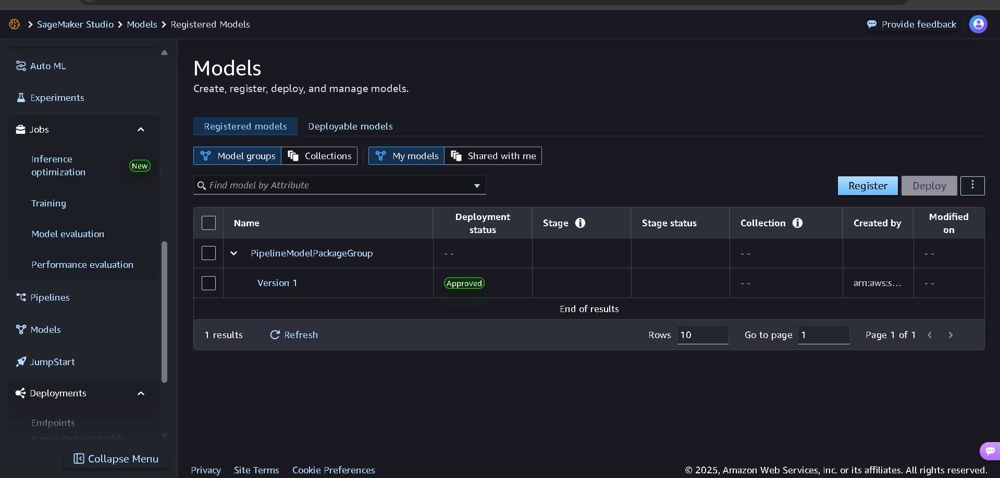 SageMaker Studio > Models > Registered Models
Provide feedback
Auto ML
Experiments
Jobs
Inference
optimization
New
Training
Model evaluation
Performance evaluation
Pipelines
Models
JumpStart
Deployments
Endpoints
Manage deployed models
Collapse Menu
Models
Create, register, deploy, and manage models.
Registered models Deployable models
Model groups Collections My models Shared with me
Find model by Attribute
Register Deploy
Name Deployment status Stage Stage status Collection Created by Modified on
PipelineModelPackageGroup - - - - - -
Version 1 Approved - - arn:aws:s... - -
End of results
1 results Refresh Rows 10 Go to page 1 Page 1 of 1
Privacy Site Terms Cookie Preferences
© 2025, Amazon Web Services, Inc. or its affiliates. All rights reserved.